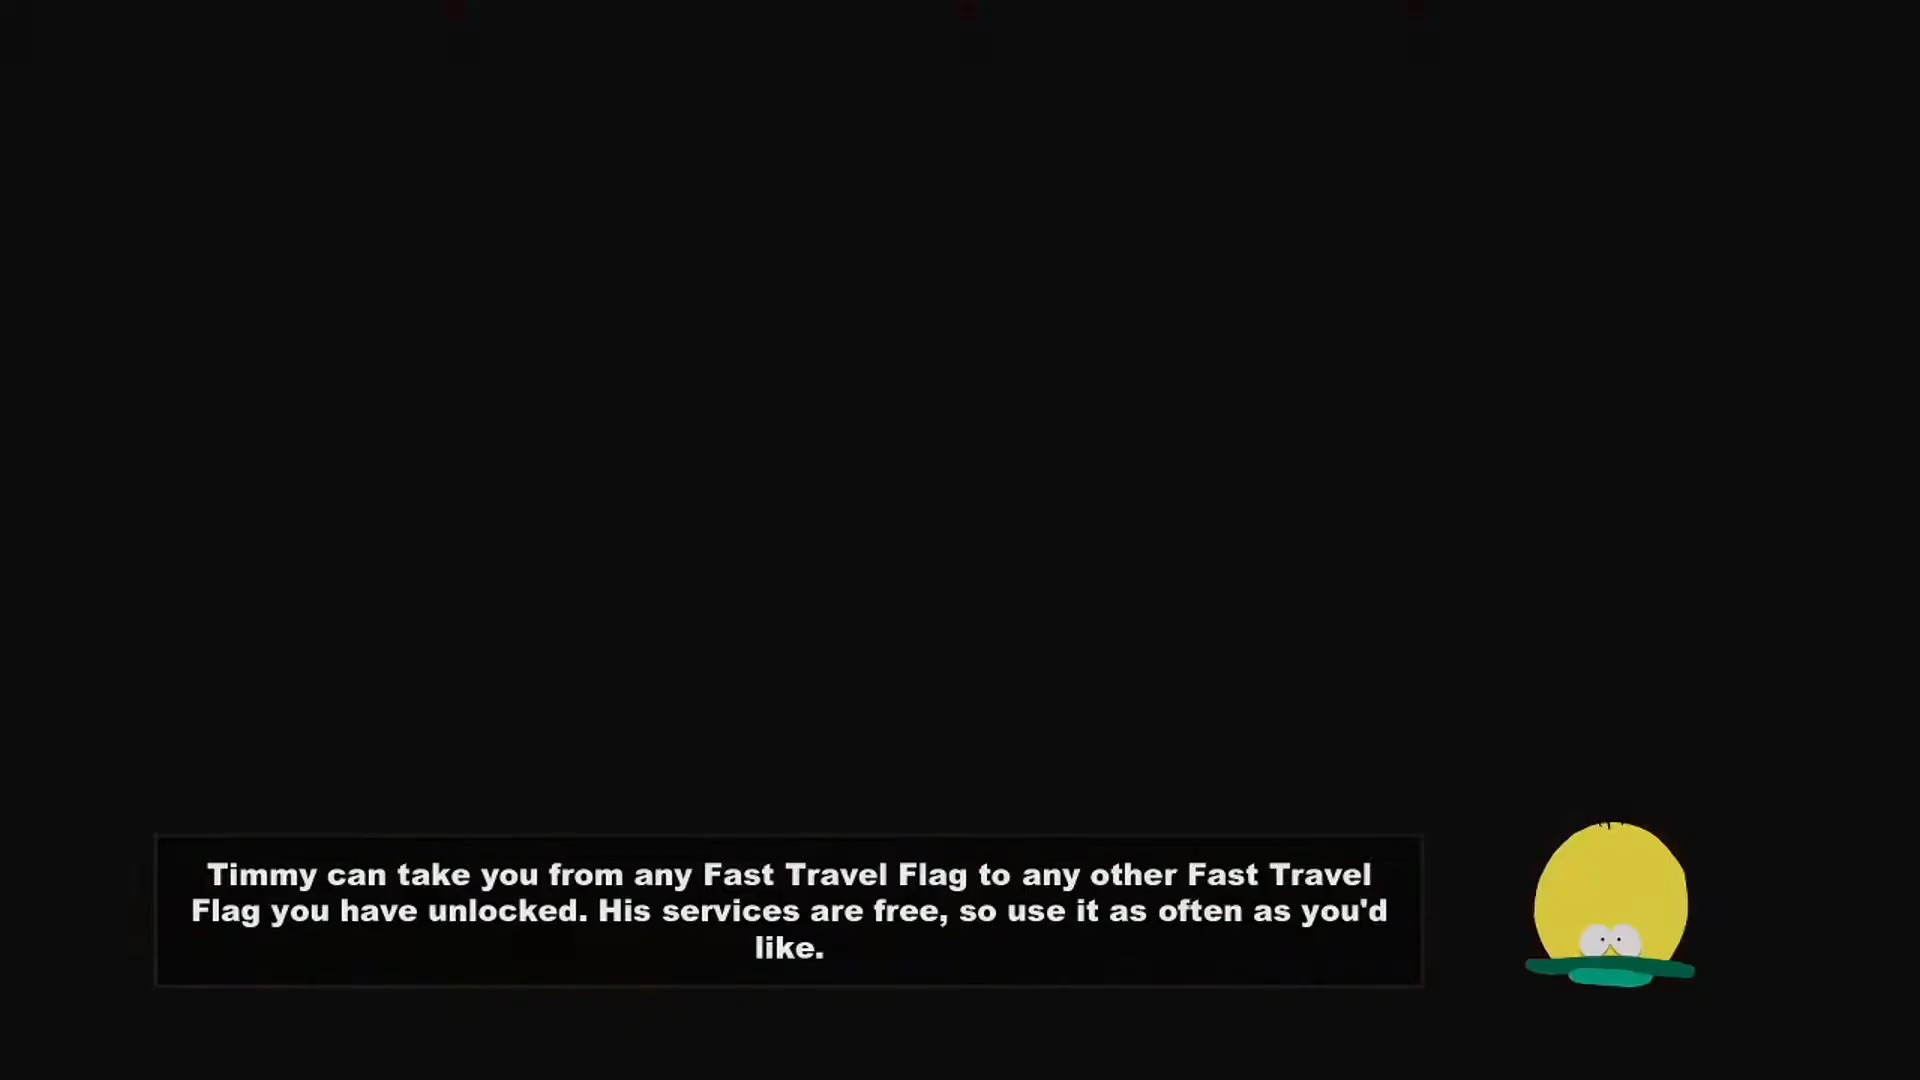 Timmy can take you from any Fast Travel Flag to any other Fast Travel
Flag you have unlocked. His services are free, so use it as often as you'd
like.